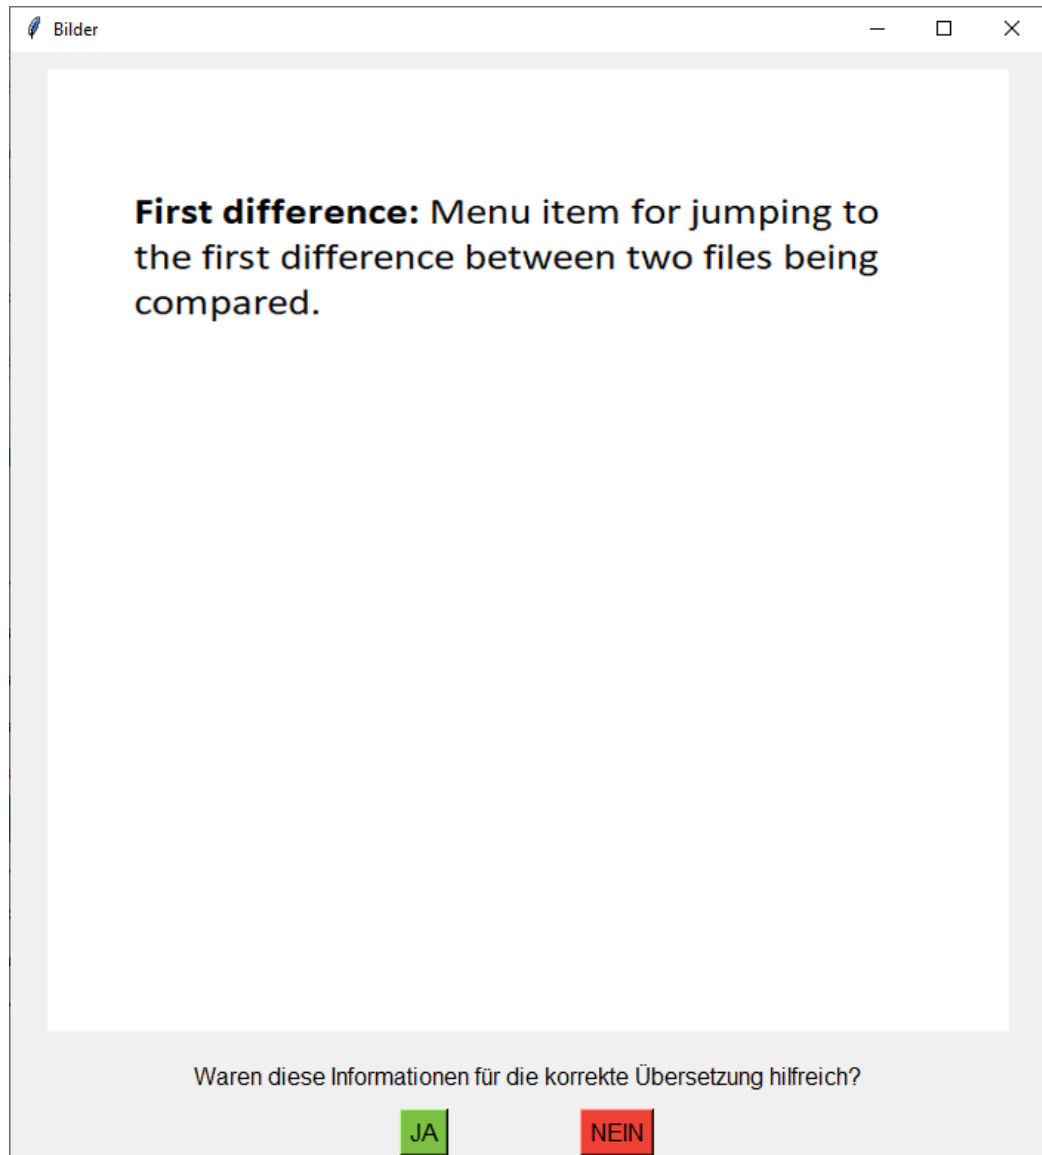 Bilder
First difference: Menu item for jumping to
the first difference between two files being
compared.
Waren diese Informationen für die korrekte Übersetzung hilfreich?
JA NEIN